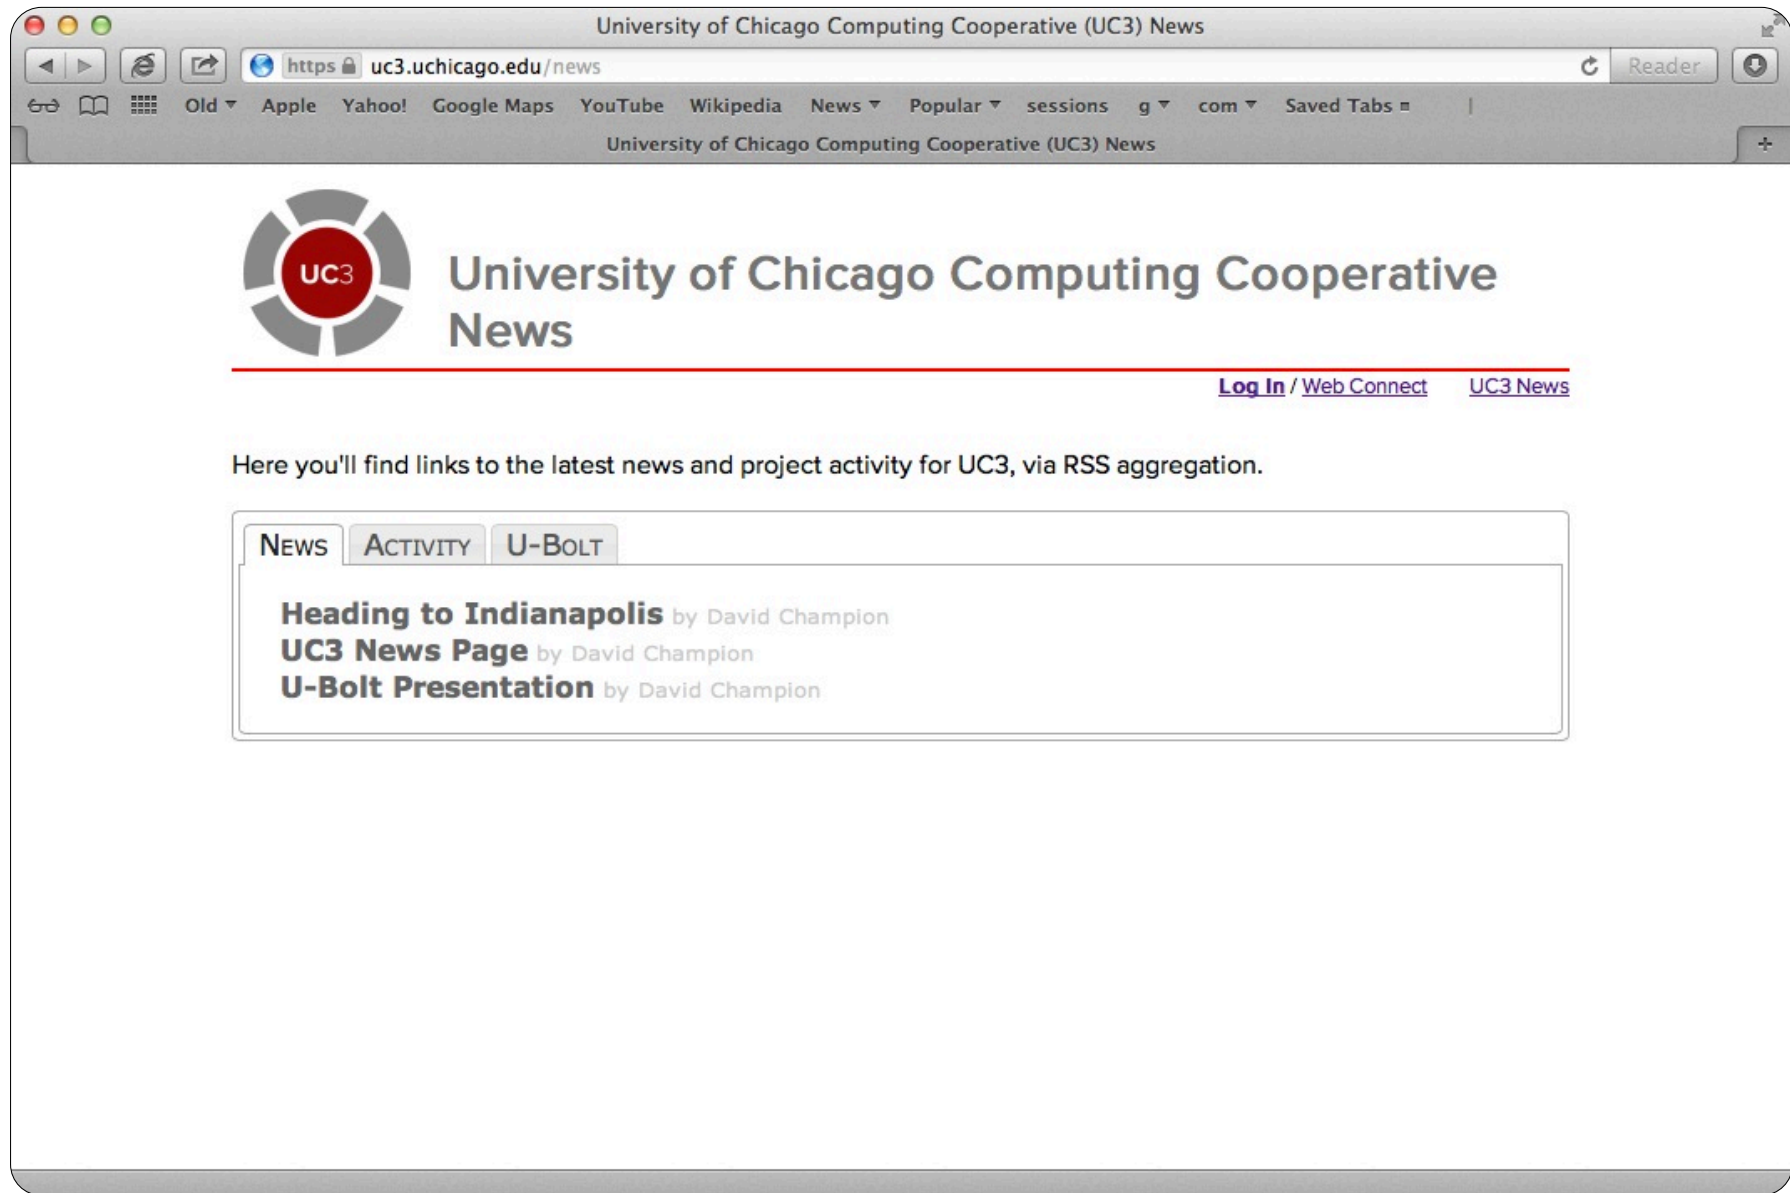 University of Chicago Computing Cooperative (UC3) News
https uc3.uchicago.edu/news Reader
Old Apple Yahoo! Google Maps YouTube Wikipedia News Popular sessions g com Saved Tabs
University of Chicago Computing Cooperative (UC3) News
UC3
University of Chicago Computing Cooperative
News
Log In / Web Connect UC3 News
Here you'll find links to the latest news and project activity for UC3, via RSS aggregation.
News Activity U-Bolt
Heading to Indianapolis by David Champion
UC3 News Page by David Champion
U-Bolt Presentation by David Champion